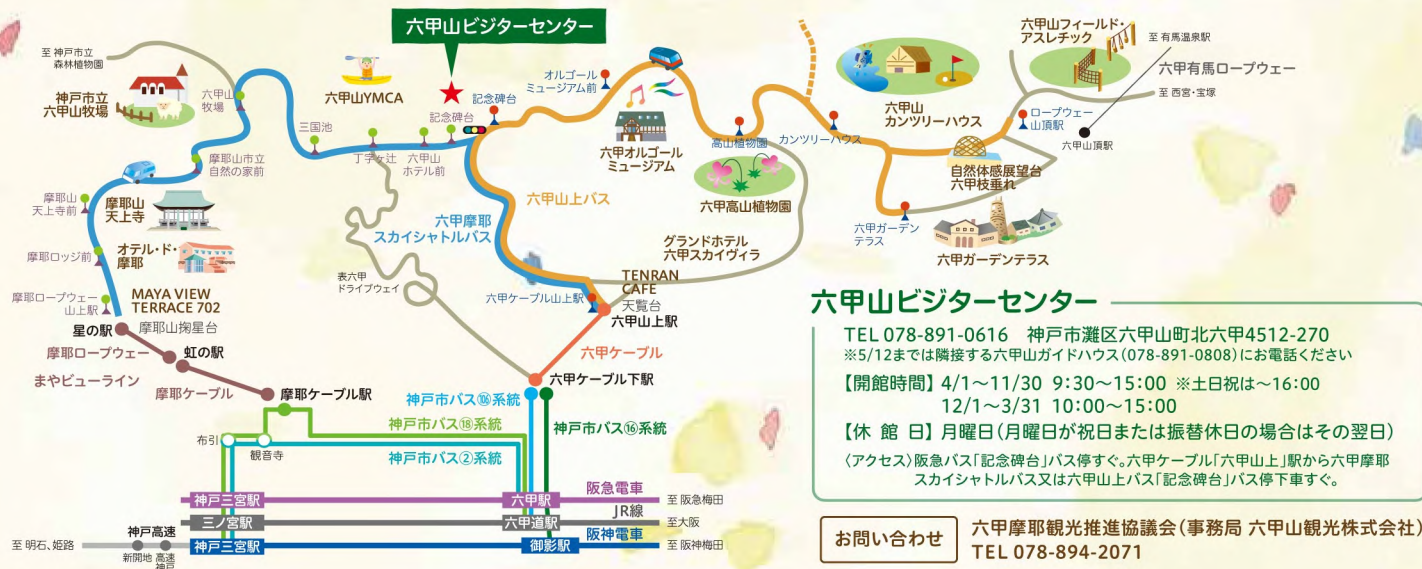 六甲山ビジターセンター
至 神戸市立
森林植物園
神戸市立
六甲山牧場
六甲山
牧場
六甲山YMCA
三国池
丁字ヶ辻
六甲山
ホテル前
記念碑台
記念碑台
オルゴール
ミュージアム前
六甲オルゴール
ミュージアム
高山植物園
六甲高山植物園
カンツリーハウス
六甲山
カンツリーハウス
六甲山フィールド・
アスレチック
至 有馬温泉駅
六甲有馬ロープウェー
至 西宮・宝塚
ロープウェー
山頂駅
六甲山頂駅
自然体感展望台
六甲枝垂れ
六甲ガーデン
テラス
六甲ガーデンテラス
摩耶山市立
自然の家前
摩耶山
天上寺前
摩耶山
天上寺
摩耶ロッジ前
オテル・ド・
摩耶
摩耶ロープウェー
山上駅
MAYA VIEW
TERRACE 702
星の駅
摩耶山掬星台
摩耶ロープウェー
虹の駅
まやビューライン
摩耶ケーブル
摩耶ケーブル駅
六甲山上バス
六甲摩耶
スカイシャトルバス
表六甲
ドライブウェイ
グランドホテル
六甲スカイヴィラ
TENRAN
CAFE
天覧台
六甲ケーブル山上駅
六甲山上駅
六甲ケーブル
六甲ケーブル下駅
神戸市バス⑯系統
神戸市バス⑯系統
神戸市バス⑱系統
神戸市バス②系統
布引
観音寺
神戸三宮駅
六甲駅
阪急電車
至 阪急梅田
三ノ宮駅
六甲道駅
JR線
至大阪
神戸三宮駅
御影駅
阪神電車
至 阪神梅田
神戸高速
至 明石、姫路
新開地
高速
神戸
六甲山ビジターセンター
TEL 078-891-0616 神戸市灘区六甲山町北六甲4512-270
※5/12までは隣接する六甲山ガイドハウス(078-891-0808)にお電話ください
【開館時間】4/1〜11/30 9:30〜15:00 ※土日祝は〜16:00
12/1〜3/31 10:00〜15:00
【休 館 日】月曜日(月曜日が祝日または振替休日の場合はその翌日)
〈アクセス〉阪急バス「記念碑台」バス停すぐ。六甲ケーブル「六甲山上」駅から六甲摩耶
スカイシャトルバス又は六甲山上バス「記念碑台」バス停下車すぐ。
お問い合わせ
六甲摩耶観光推進協議会(事務局 六甲山観光株式会社)
TEL 078-894-2071